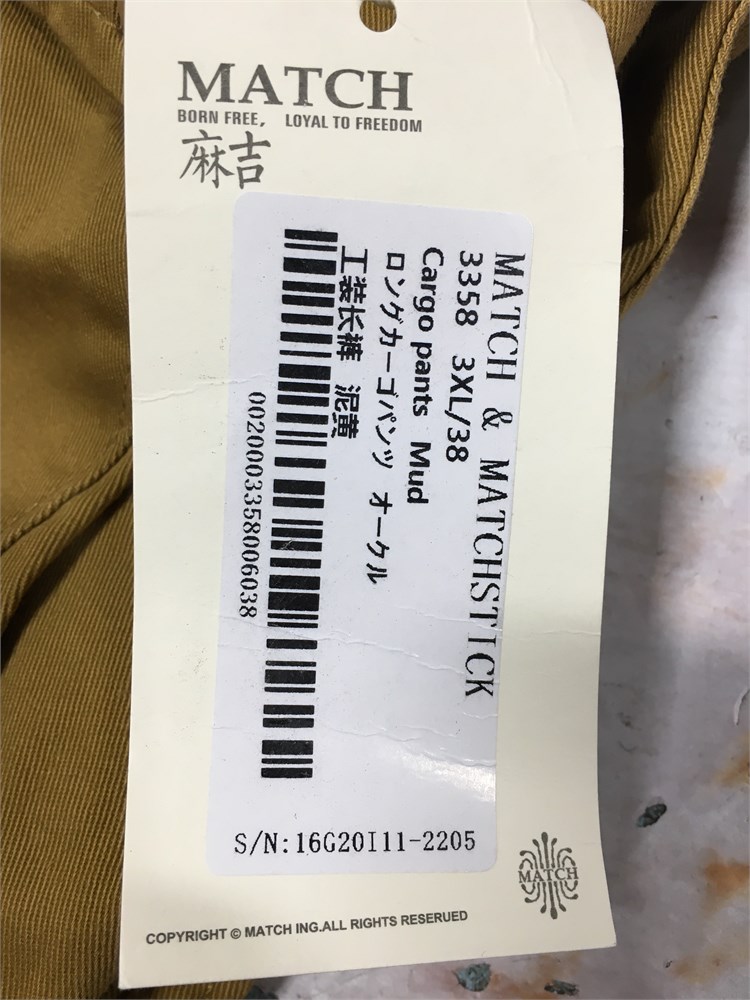 MATCH
BORN FREE, LOYAL TO FREEDOM
麻吉
MATCH & MATCHSTICK
3358 3XL/38
Cargo pants Mud
ロングカーゴパンツ オークル
工装长裤 泥黄
0020003358006038
S/N:16G20I11-2205
MATCH
COPYRIGHT © MATCH ING.ALL RIGHTS RESERUED